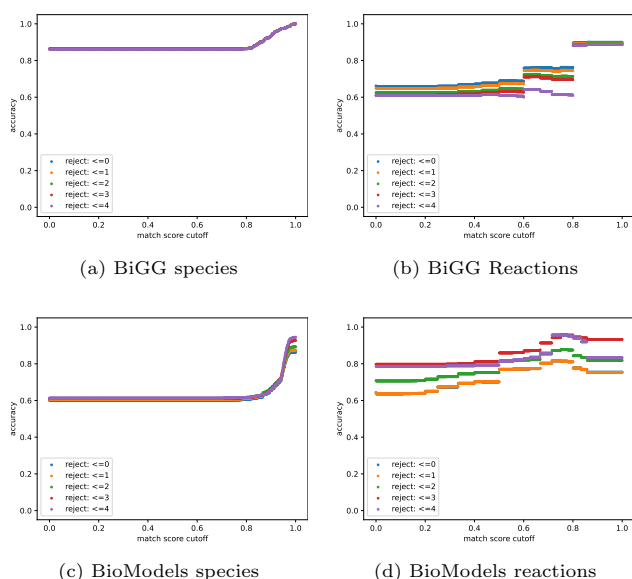 1.0
0.8
0.6
0.4
0.2
0.0
accuracy
reject: <=0
reject: <=1
reject: <=2
reject: <=3
reject: <=4
0.0 0.2 0.4 0.6 0.8 1.0
match score cutoff
(a) BiGG species
1.0
0.8
0.6
0.4
0.2
0.0
accuracy
reject: <=0
reject: <=1
reject: <=2
reject: <=3
reject: <=4
0.0 0.2 0.4 0.6 0.8 1.0
match score cutoff
(b) BiGG Reactions
1.0
0.8
0.6
0.4
0.2
0.0
accuracy
reject: <=0
reject: <=1
reject: <=2
reject: <=3
reject: <=4
0.0 0.2 0.4 0.6 0.8 1.0
match score cutoff
(c) BioModels species
1.0
0.8
0.6
0.4
0.2
0.0
accuracy
reject: <=0
reject: <=1
reject: <=2
reject: <=3
reject: <=4
0.0 0.2 0.4 0.6 0.8 1.0
match score cutoff
(d) BioModels reactions